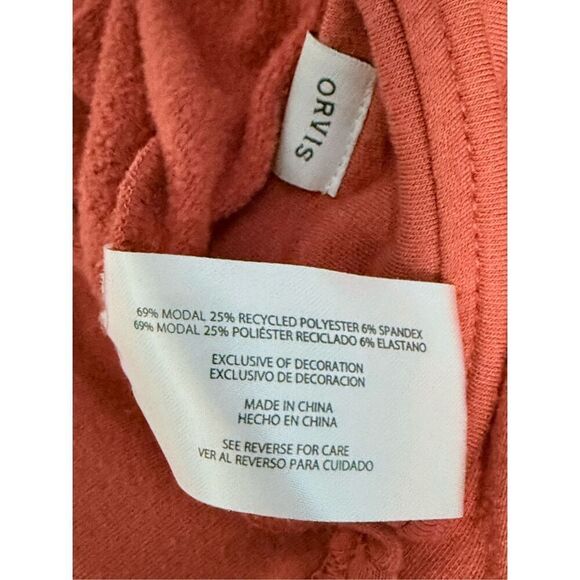 ORVIS
69% MODAL 25% RECYCLED POLYESTER 6% SPANDEX
69% MODAL 25% POLIÉSTER RECICLADO 6% ELASTANO
EXCLUSIVE OF DECORATION
EXCLUSIVO DE DECORACION
MADE IN CHINA
HECHO EN CHINA
SEE REVERSE FOR CARE
VER AL REVERSO PARA CUIDADO